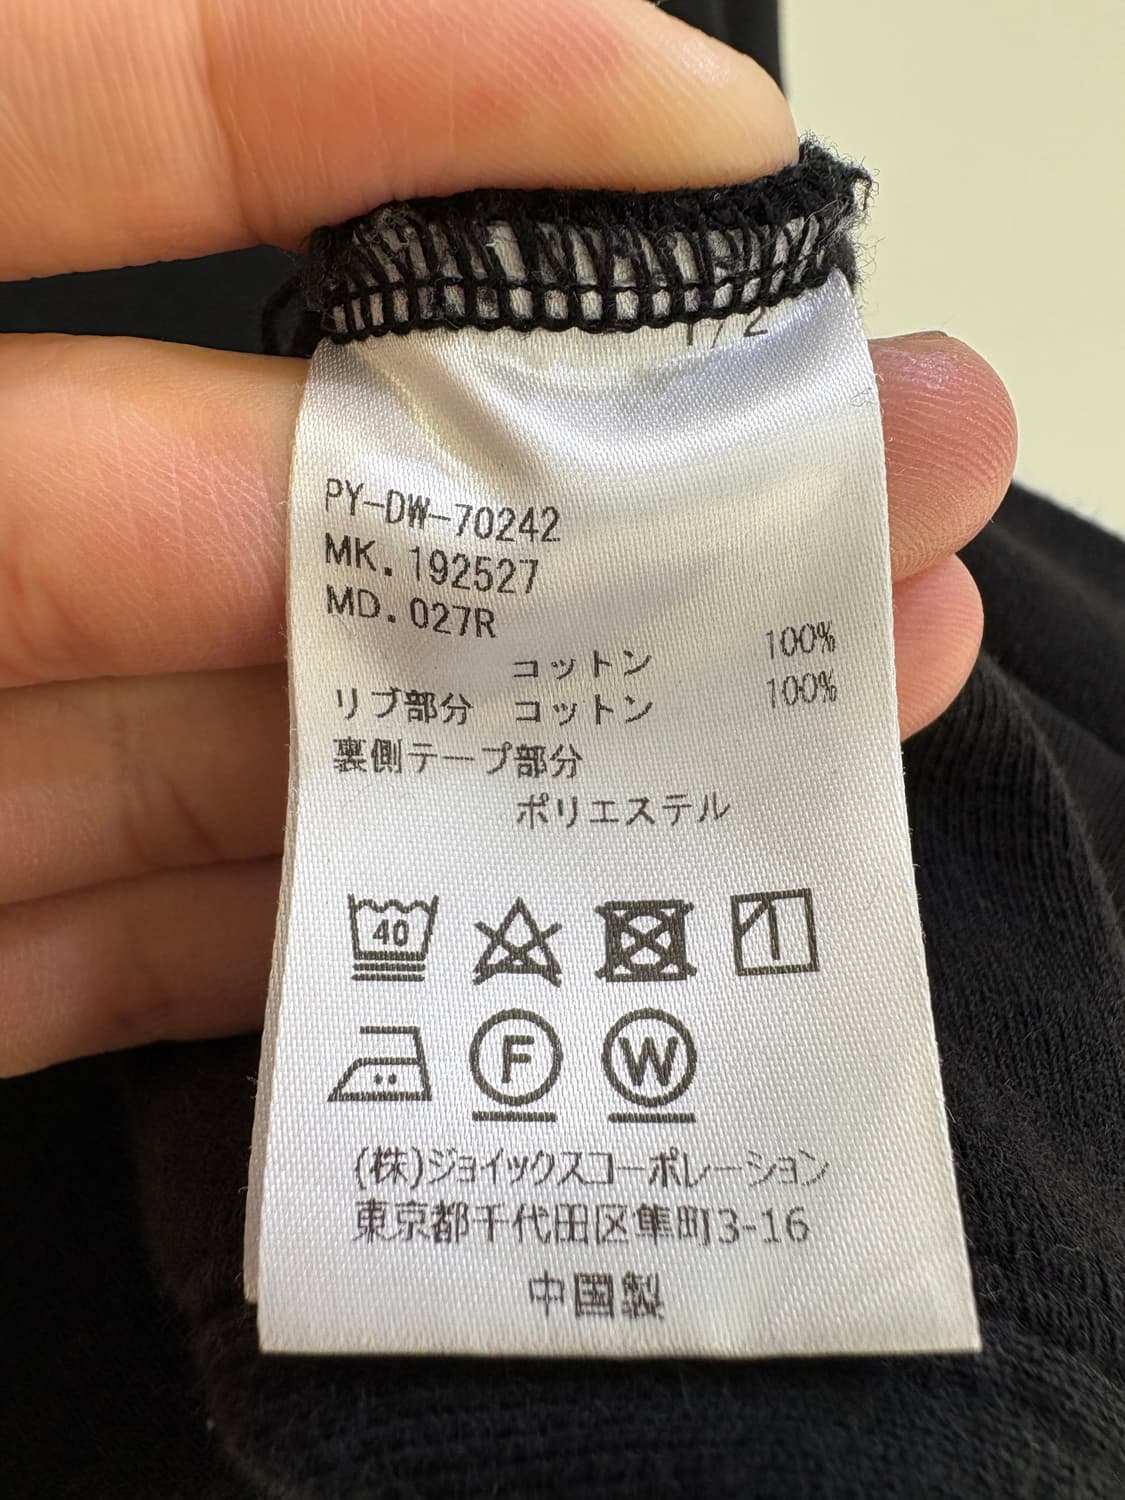 1/2
PY-DW-70242
MK. 192527
MD. 027R
コットン 100%
リブ部分 コットン 100%
裏側テープ部分
ポリエステル
40
F W
(株)ジョイックスコーポレーション
東京都千代田区隼町3-16
中国製